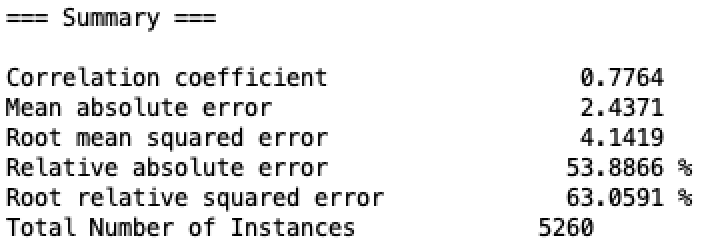 === Summary ===
Correlation coefficient 0.7764
Mean absolute error 2.4371
Root mean squared error 4.1419
Relative absolute error 53.8866 %
Root relative squared error 63.0591 %
Total Number of Instances 5260